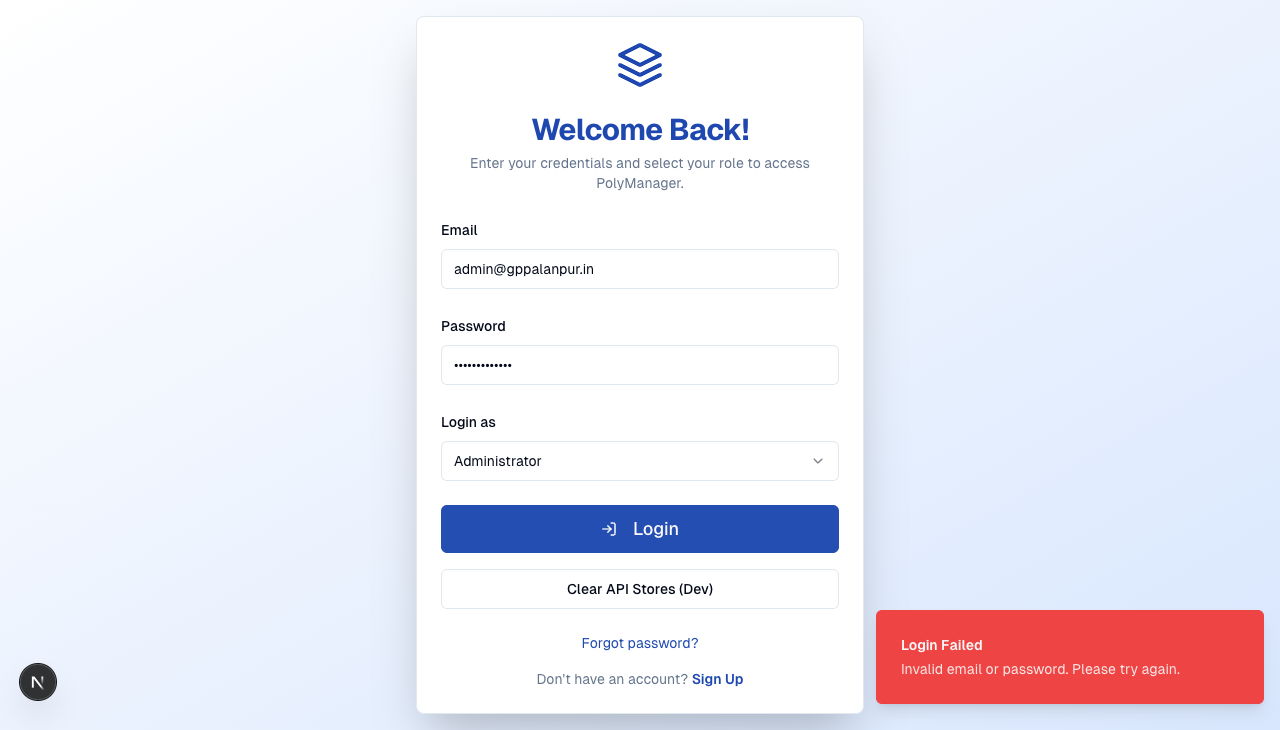 Welcome Back!
Enter your credentials and select your role to access
PolyManager.
Email
admin@gppalanpur.in
Password
•••••••••••••
Login as
Administrator
Login
Clear API Stores (Dev)
Forgot password?
Don't have an account? Sign Up
N
Login Failed
Invalid email or password. Please try again.